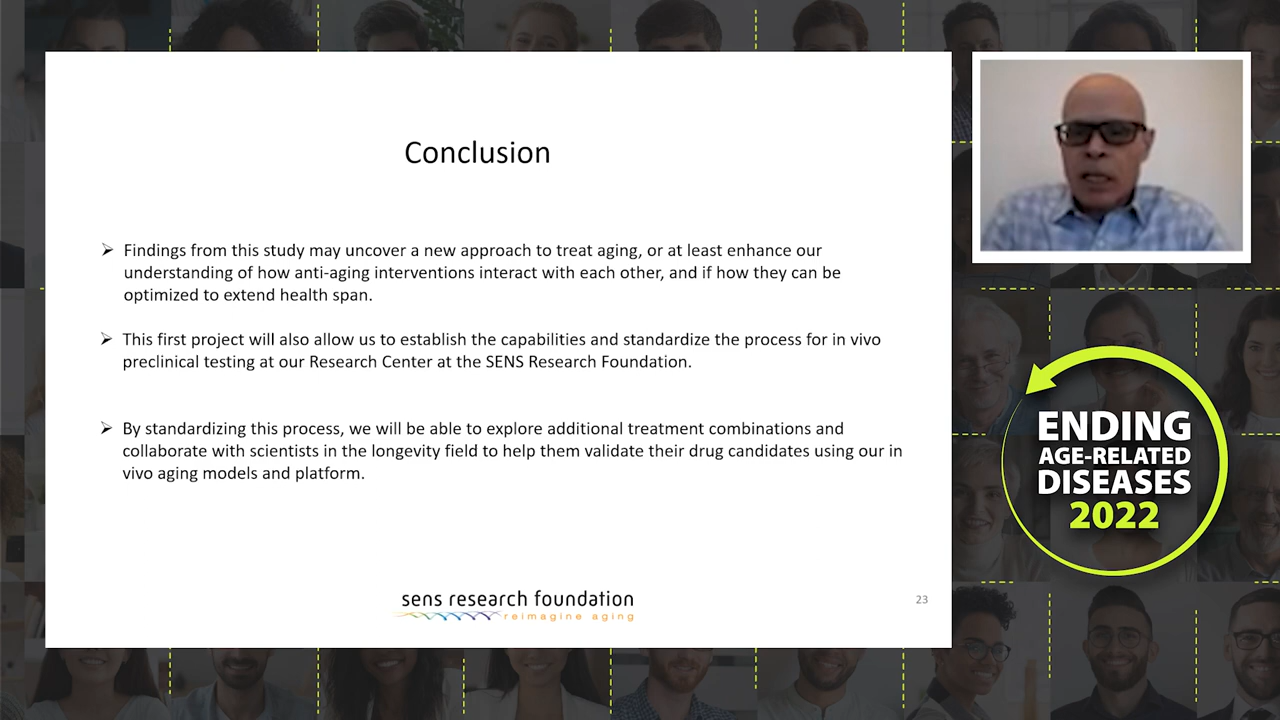 Conclusion
➢ Findings from this study may uncover a new approach to treat aging, or at least enhance our
understanding of how anti-aging interventions interact with each other, and if how they can be
optimized to extend health span.
➢ This first project will also allow us to establish the capabilities and standardize the process for in vivo
preclinical testing at our Research Center at the SENS Research Foundation.
➢ By standardizing this process, we will be able to explore additional treatment combinations and
collaborate with scientists in the longevity field to help them validate their drug candidates using our in
vivo aging models and platform.
sens research foundation
reimagine aging
23
ENDING
AGE-RELATED
DISEASES
2022